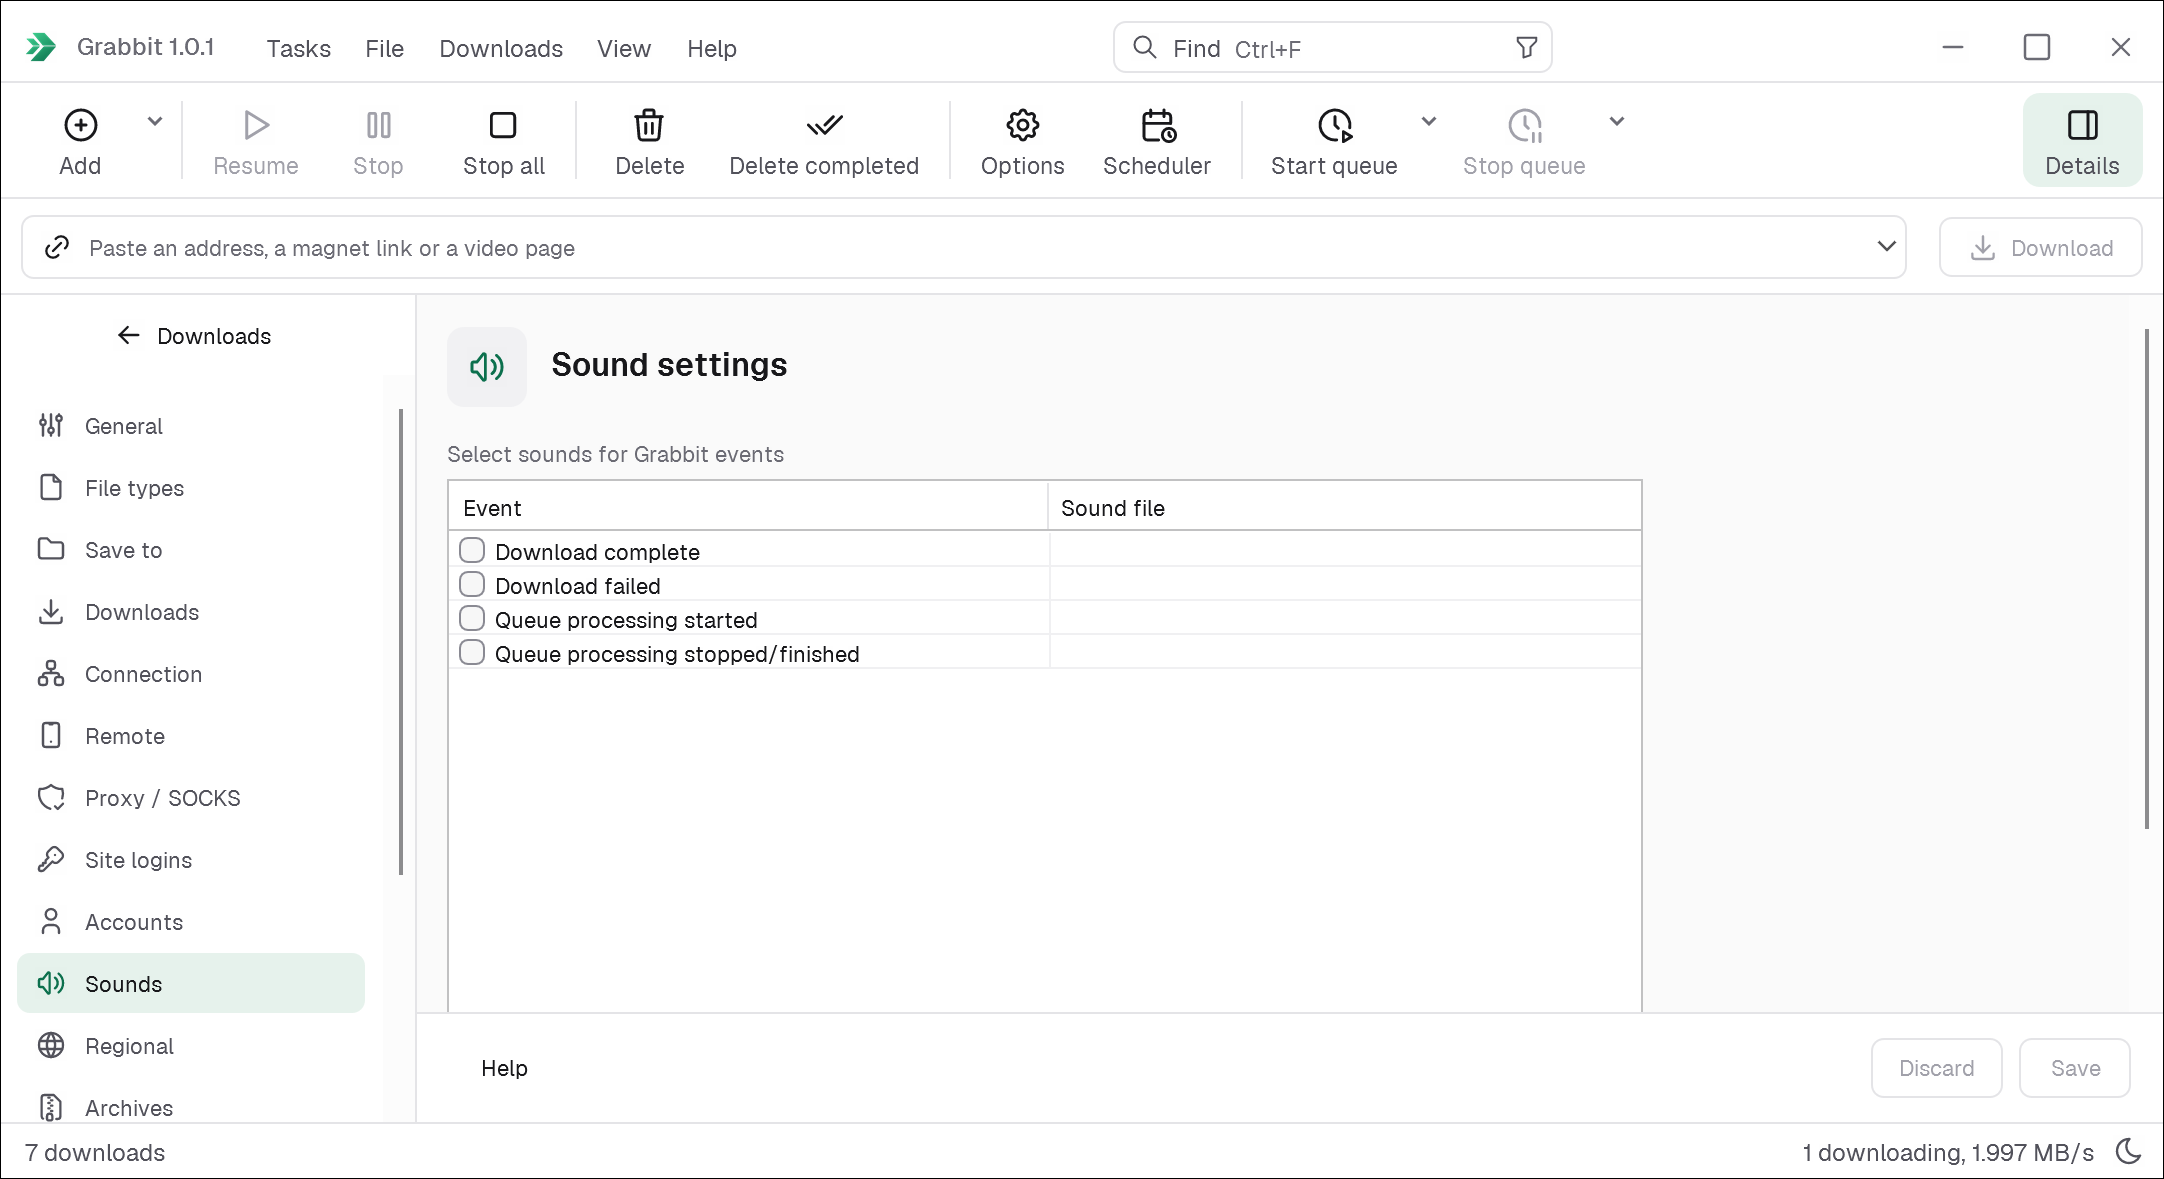 Grabbit 1.0.1 Tasks File Downloads View Help Find Ctrl+F
Add Resume Stop Stop all Delete Delete completed Options Scheduler Start queue Stop queue Details
Paste an address, a magnet link or a video page Download
Downloads
General
File types
Save to
Downloads
Connection
Remote
Proxy / SOCKS
Site logins
Accounts
Sounds
Regional
Archives
Sound settings
Select sounds for Grabbit events
Event Sound file
Download complete
Download failed
Queue processing started
Queue processing stopped/finished
Help Discard Save
7 downloads 1 downloading, 1.997 MB/s